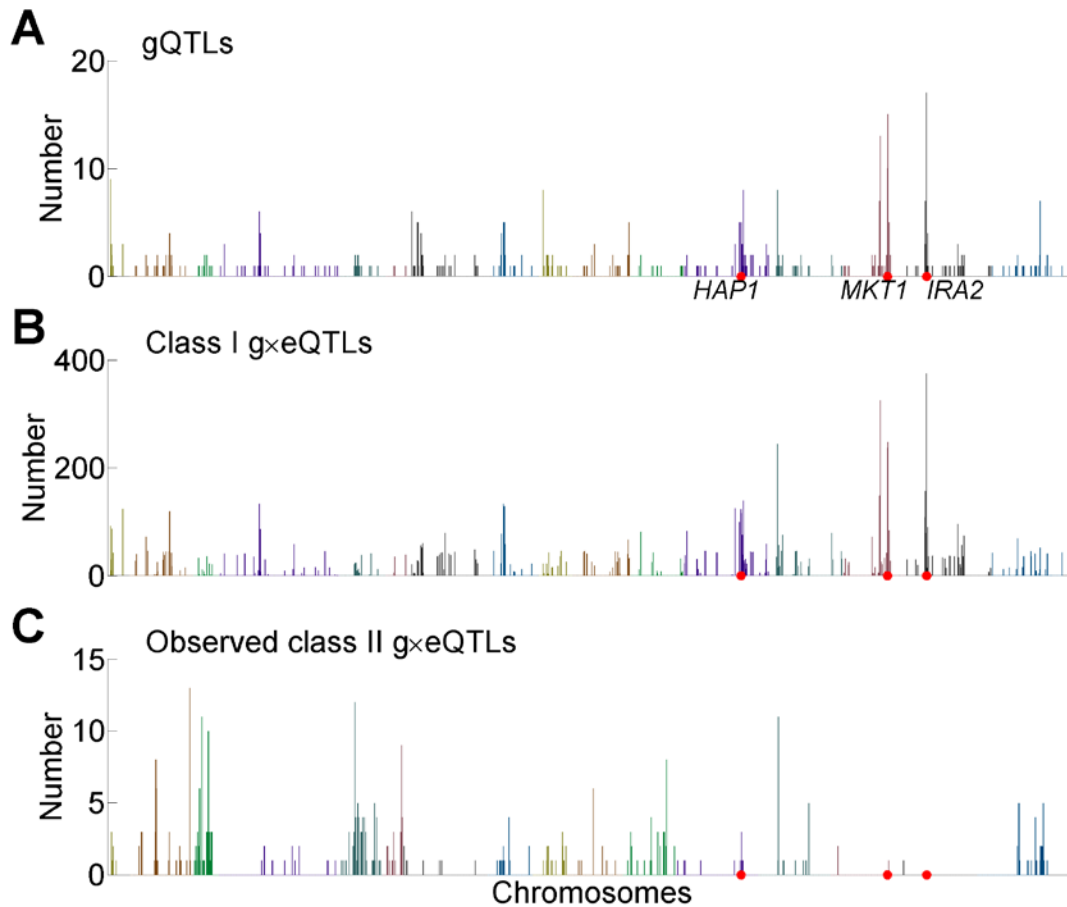 A
gQTLs
20
10
0
Number
HAP1 MKT1 IRA2
B
Class I g×eQTLs
400
200
0
Number
C
Observed class II g×eQTLs
15
10
5
0
Number
Chromosomes